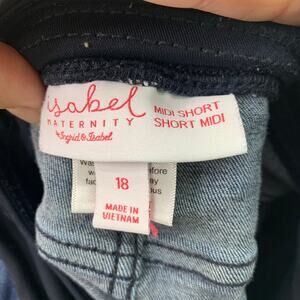 isabel
MATERNITY
by Ingrid & Isabel
MIDI SHORT
SHORT MIDI
18
MADE IN
VIETNAM